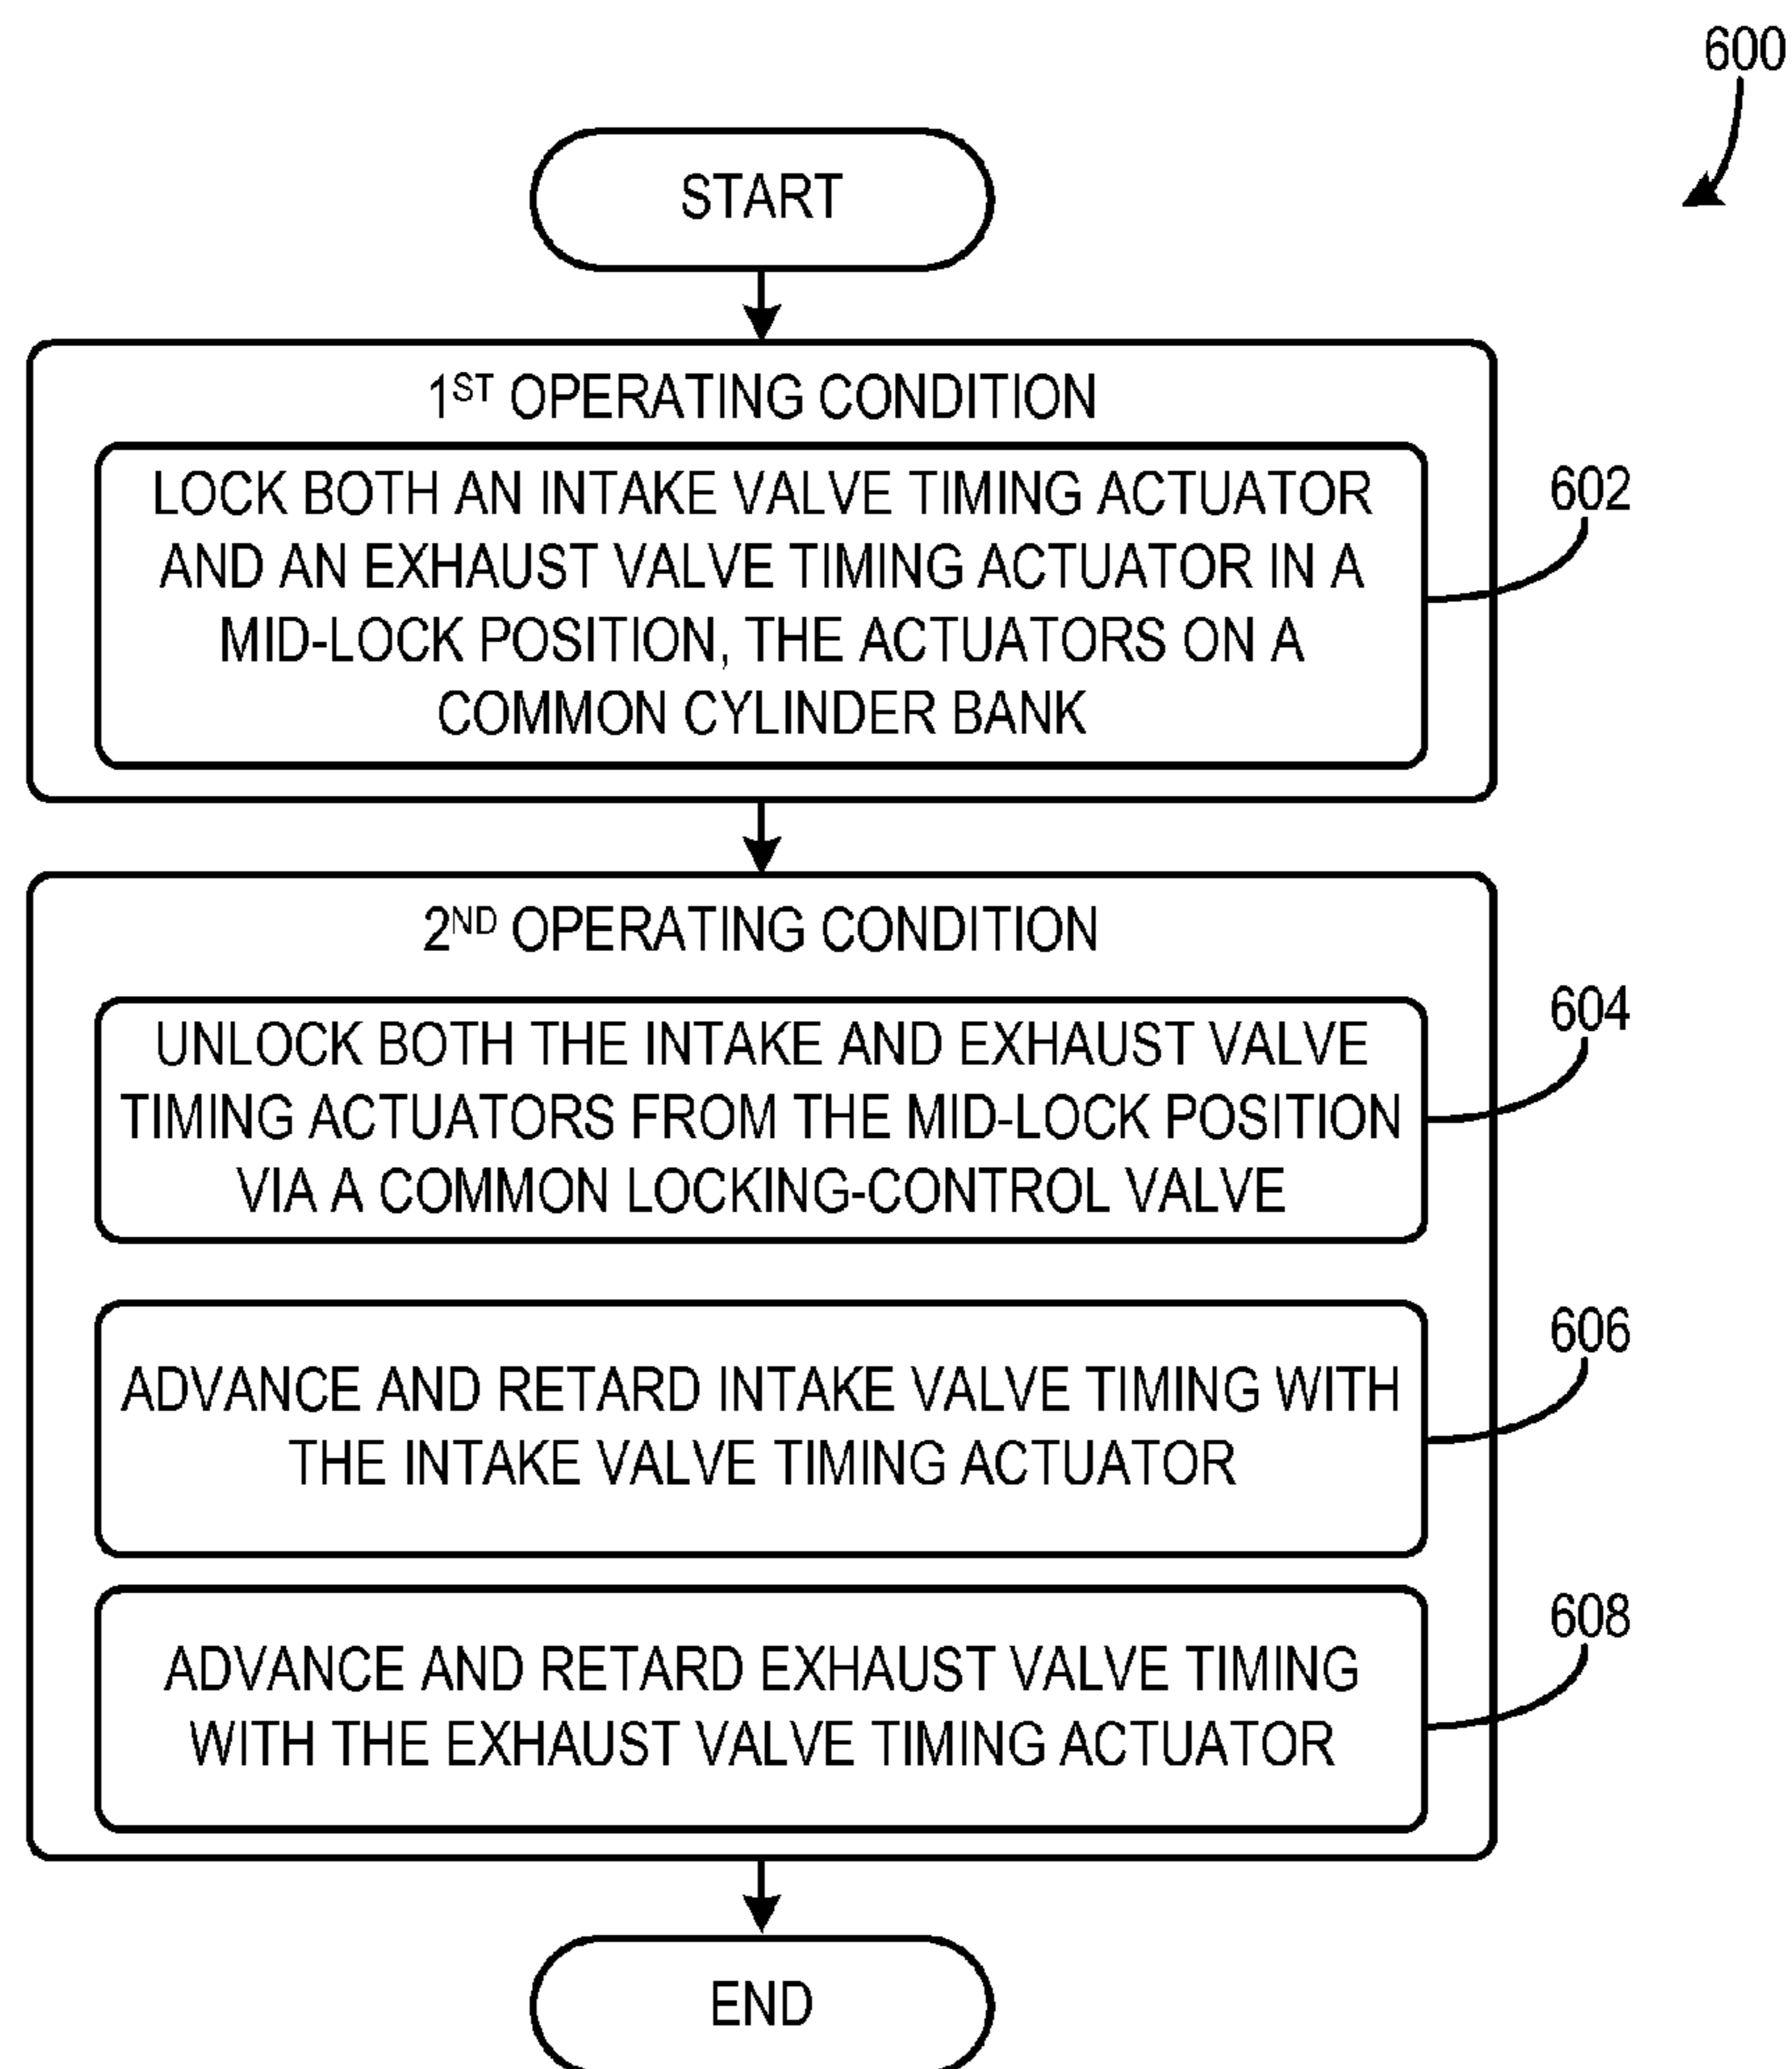 600
START
1ST OPERATING CONDITION
LOCK BOTH AN INTAKE VALVE TIMING ACTUATOR
AND AN EXHAUST VALVE TIMING ACTUATOR IN A
MID-LOCK POSITION, THE ACTUATORS ON A
COMMON CYLINDER BANK
602
2ND OPERATING CONDITION
UNLOCK BOTH THE INTAKE AND EXHAUST VALVE
TIMING ACTUATORS FROM THE MID-LOCK POSITION
VIA A COMMON LOCKING-CONTROL VALVE
604
ADVANCE AND RETARD INTAKE VALVE TIMING WITH
THE INTAKE VALVE TIMING ACTUATOR
606
ADVANCE AND RETARD EXHAUST VALVE TIMING
WITH THE EXHAUST VALVE TIMING ACTUATOR
608
END